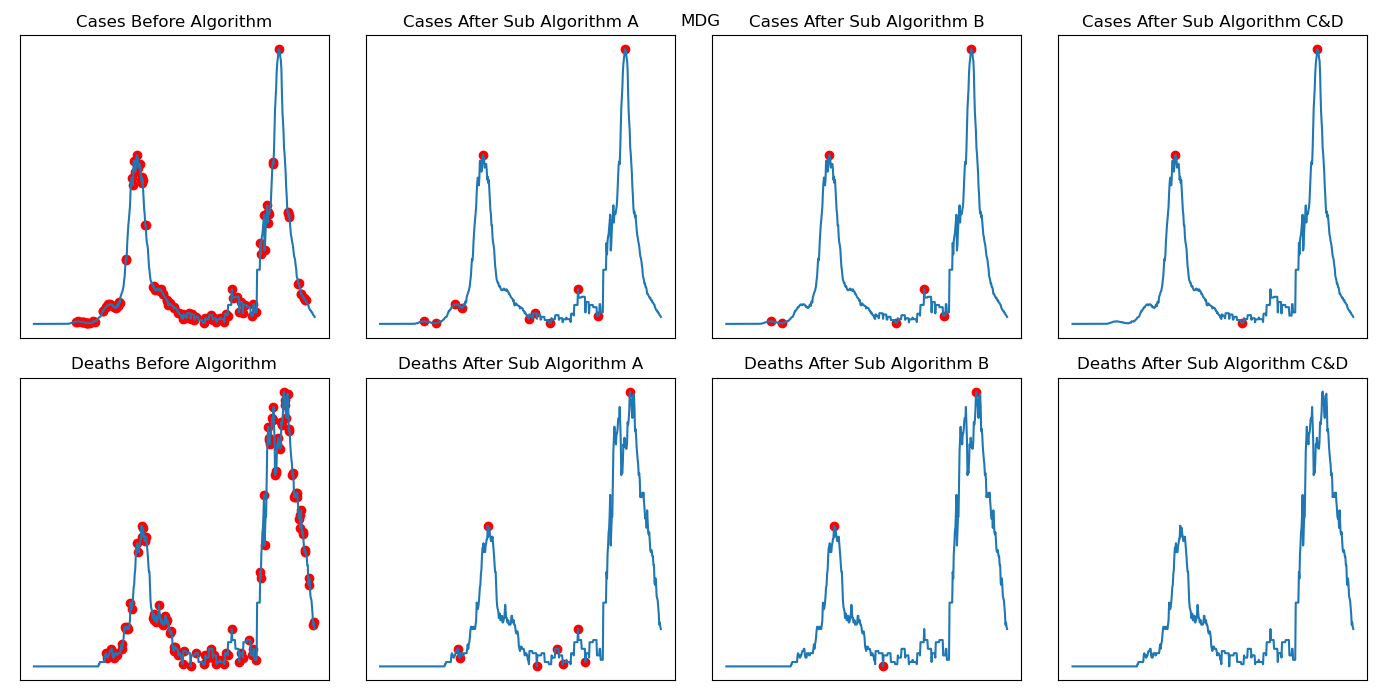 MDG
Cases Before Algorithm
Cases After Sub Algorithm A
Cases After Sub Algorithm B
Cases After Sub Algorithm C&D
Deaths Before Algorithm
Deaths After Sub Algorithm A
Deaths After Sub Algorithm B
Deaths After Sub Algorithm C&D